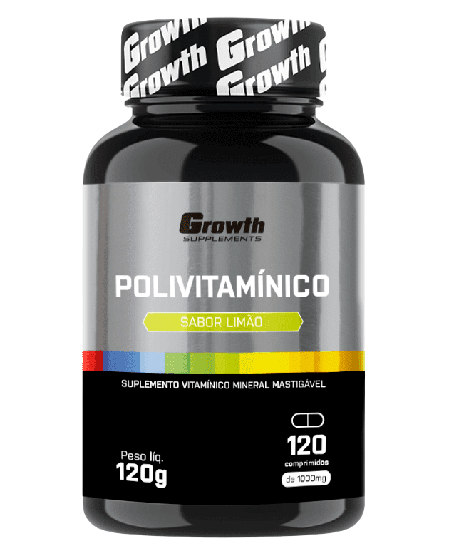 Growth Growth
Growth Growth
Growth
SUPPLEMENTS
POLIVITAMÍNICO
SABOR LIMÃO
SUPLEMENTO VITAMÍNICO MINERAL MASTIGÁVEL
Peso líq.
120g
120
comprimidos
de 1000mg